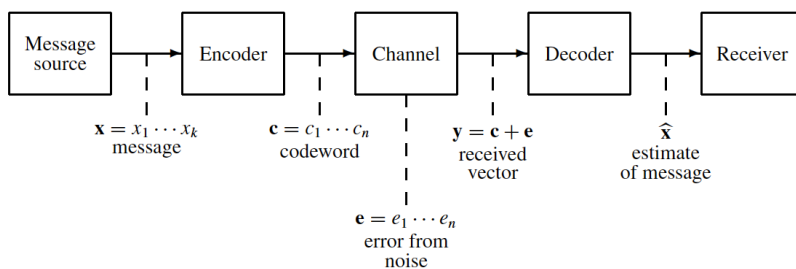 Message
source
Encoder
Channel
Decoder
Receiver
𝐱 = x₁ ⋯ xₖ
message
𝐜 = c₁ ⋯ cₙ
codeword
𝐲 = 𝐜 + 𝐞
received
vector
𝐱̂
estimate
of message
𝐞 = e₁ ⋯ eₙ
error from
noise